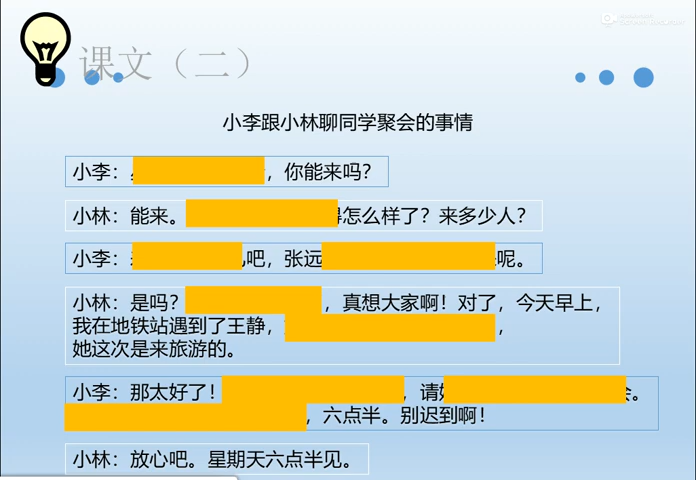 课文（二）
小李跟小林聊同学聚会的事情
小李： ，你能来吗？
小林：能来。 得怎么样了？来多少人？
小李： 吧，张远 呢。
小林：是吗？ ，真想大家啊！对了，今天早上，
我在地铁站遇到了王静， ，
她这次是来旅游的。
小李：那太好了！ ，请 。
，六点半。别迟到啊！
小林：放心吧。星期天六点半见。